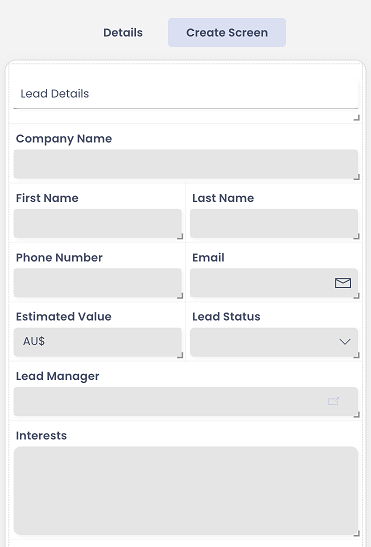 Details
Create Screen
Lead Details
Company Name
First Name
Last Name
Phone Number
Email
Estimated Value
Lead Status
AU$
Lead Manager
Interests